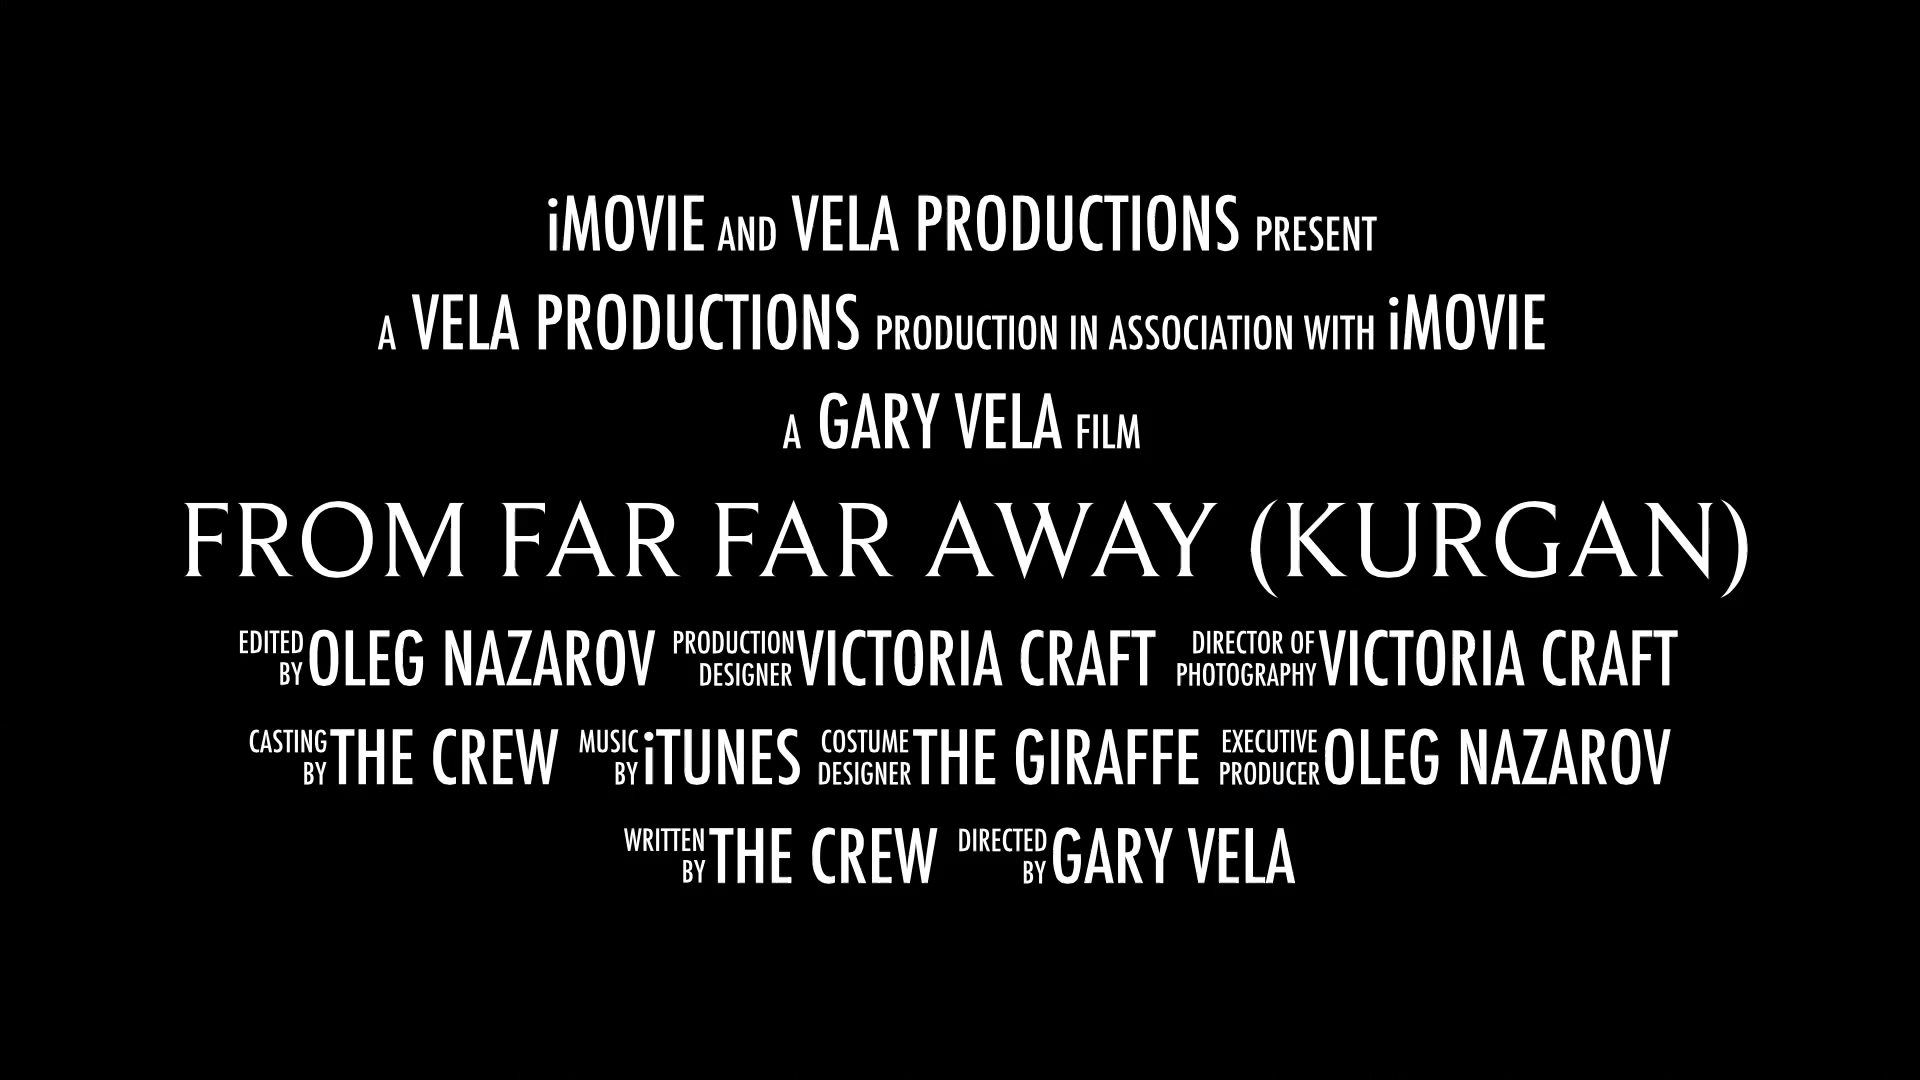 iMOVIE AND VELA PRODUCTIONS PRESENT
A VELA PRODUCTIONS PRODUCTION IN ASSOCIATION WITH iMOVIE
A GARY VELA FILM
FROM FAR FAR AWAY (KURGAN)
EDITED BY OLEG NAZAROV PRODUCTION DESIGNER VICTORIA CRAFT DIRECTOR OF PHOTOGRAPHY VICTORIA CRAFT
CASTING BY THE CREW MUSIC BY iTUNES COSTUME DESIGNER THE GIRAFFE EXECUTIVE PRODUCER OLEG NAZAROV
WRITTEN BY THE CREW DIRECTED BY GARY VELA